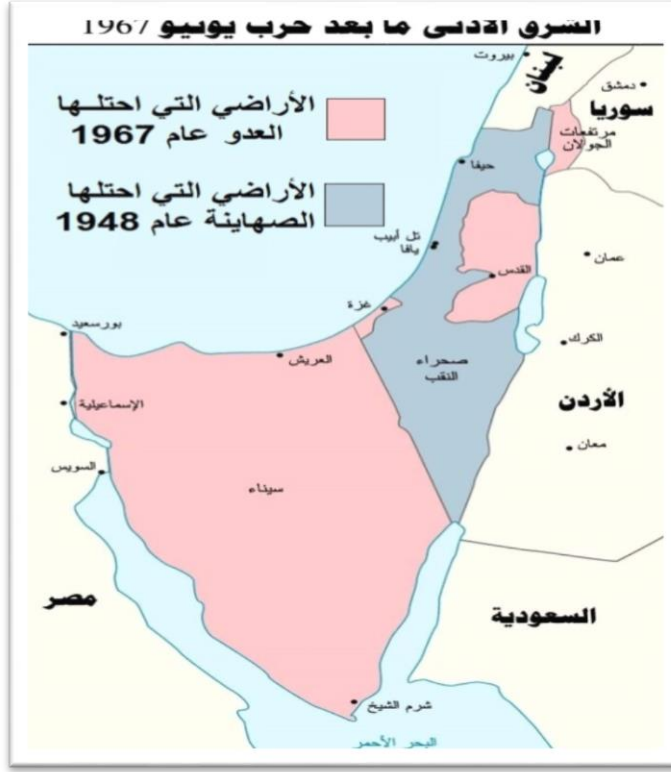 الشرق الأدنى ما بعد حرب يونيو 1967
بيروت
لبنان
دمشق
سوريا
مرتفعات
الجولان
الأراضي التي احتلها
العدو عام 1967
حيفا
الأراضي التي احتلها
الصهاينة عام 1948
تل أبيب
يافا
القدس
عمان
غزة
بورسعيد
العريش
صحراء
النقب
الكرك
الأردن
الإسماعيلية
معان
السويس
سيناء
مصر
السعودية
شرم الشيخ
البحر الأحمر